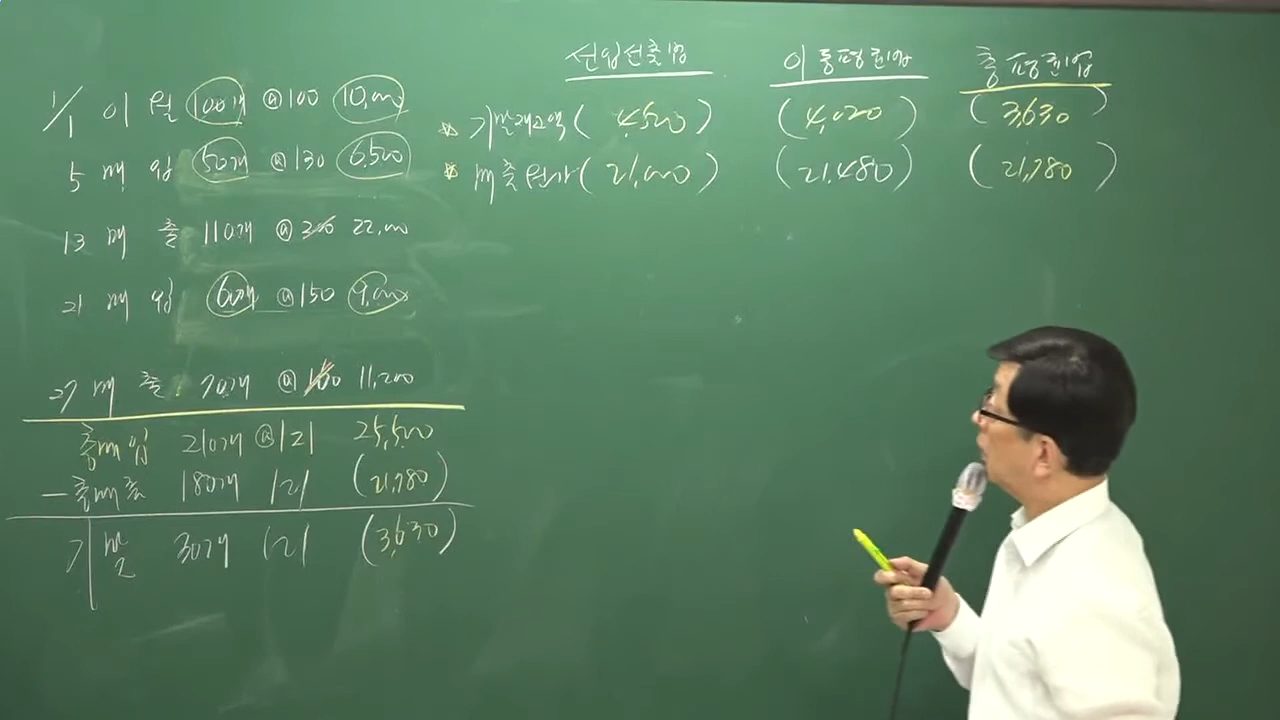 1/1 이 월 100개 @100 10,000
5 매 입 50개 @130 6,500
13 매 출 110개 @200 22,000
21 매 입 60개 @150 9,000
27 매 출 70개 @160 11,200
총매입 210개 @121 25,500
- 총매출 180개 121 (21,780)
기말 30개 121 (3,630)
선입선출법 이동평균법 총평균법
* 기말재고액 ( 4,500 ) ( 4,020 ) ( 3,630 )
* 매출원가 ( 21,000 ) ( 21,480 ) ( 21,780 )